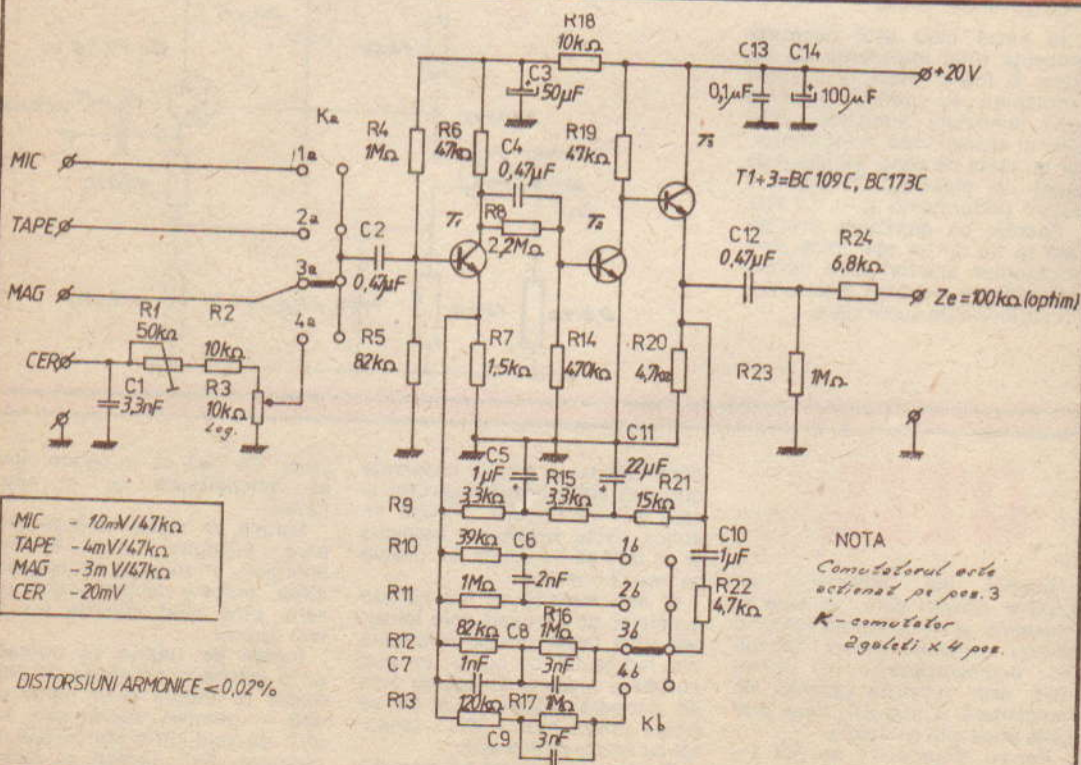 R18
10kΩ
C3
50μF
C13
C14
0,1μF
100μF
+20V
Ka
R4
1MΩ
R6
47kΩ
C4
0,47μF
R19
47kΩ
T3
T1÷3=BC109C, BC173C
MIC
1a
TAPE
2a
MAG
3a
CER
4a
C2
0,47μF
T1
R8
2,2MΩ
T2
C12
0,47μF
R24
6,8kΩ
Ze=100kΩ(optim)
R1
50kΩ
R2
10kΩ
R3
10kΩ
Log.
C1
3,3nF
R5
82kΩ
R7
1,5kΩ
R14
470kΩ
R20
4,7kΩ
R23
1MΩ
C5
1μF
C11
22μF
R9
3,3kΩ
R15
3,3kΩ
R21
15kΩ
R10
39kΩ
C6
2nF
1b
C10
1μF
R11
1MΩ
2b
R22
4,7kΩ
R12
82kΩ
C8
R16
1MΩ
3b
C7
1nF
3nF
4b
R13
120kΩ
R17
1MΩ
C9
3nF
Kb
MIC - 10mV/47kΩ
TAPE - 4mV/47kΩ
MAG - 3mV/47kΩ
CER - 20mV
DISTORSIUNI ARMONICE < 0,02%
NOTA
Comutatorul este
actionat pe poz. 3
K - comutator
2 galeti x 4 poz.